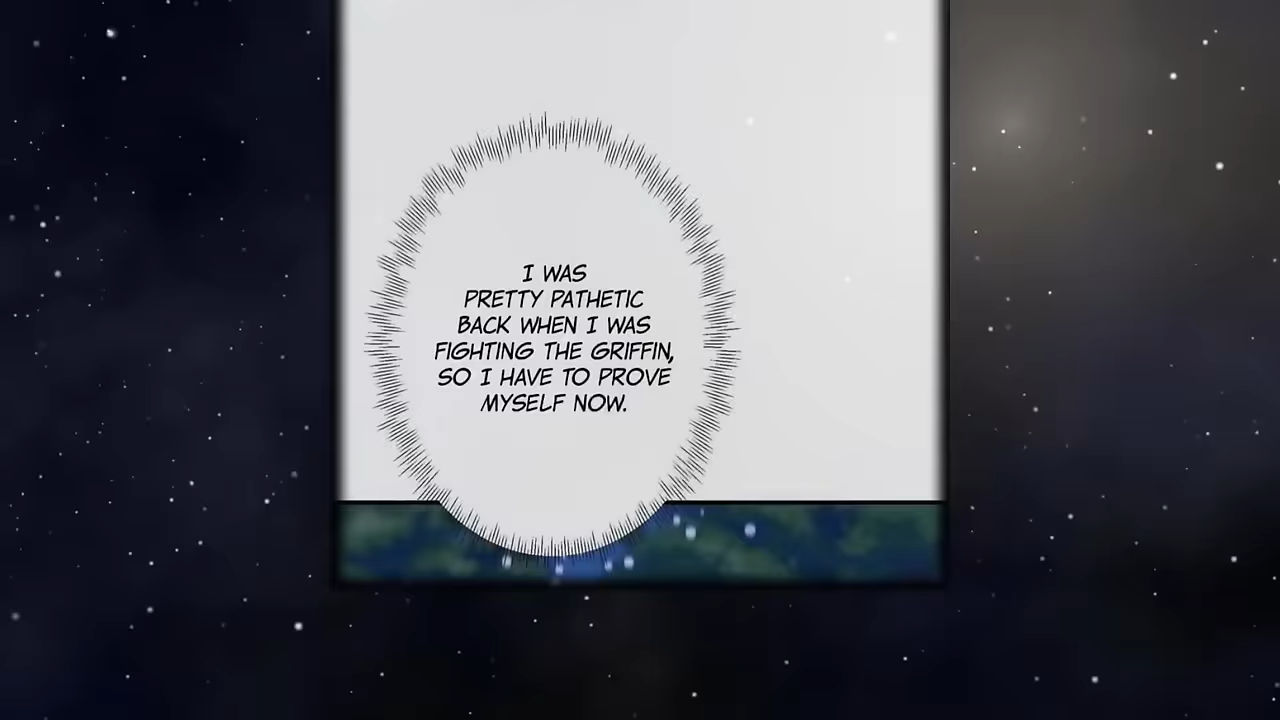 I WAS
PRETTY PATHETIC
BACK WHEN I WAS
FIGHTING THE GRIFFIN,
SO I HAVE TO PROVE
MYSELF NOW.